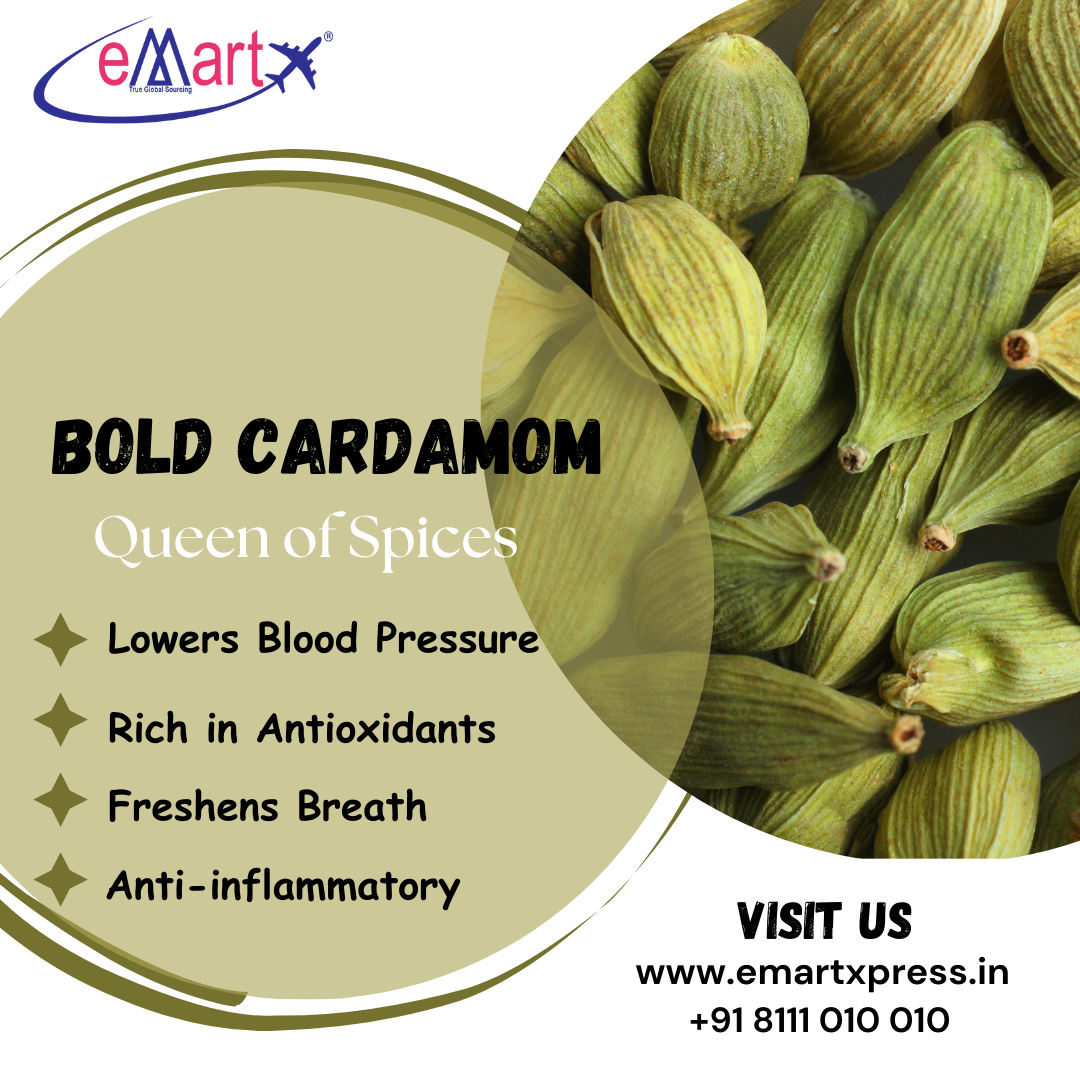 eMartX®
True Global Sourcing
BOLD CARDAMOM
Queen of Spices
Lowers Blood Pressure
Rich in Antioxidants
Freshens Breath
Anti-inflammatory
VISIT US
www.emartxpress.in
+91 8111 010 010